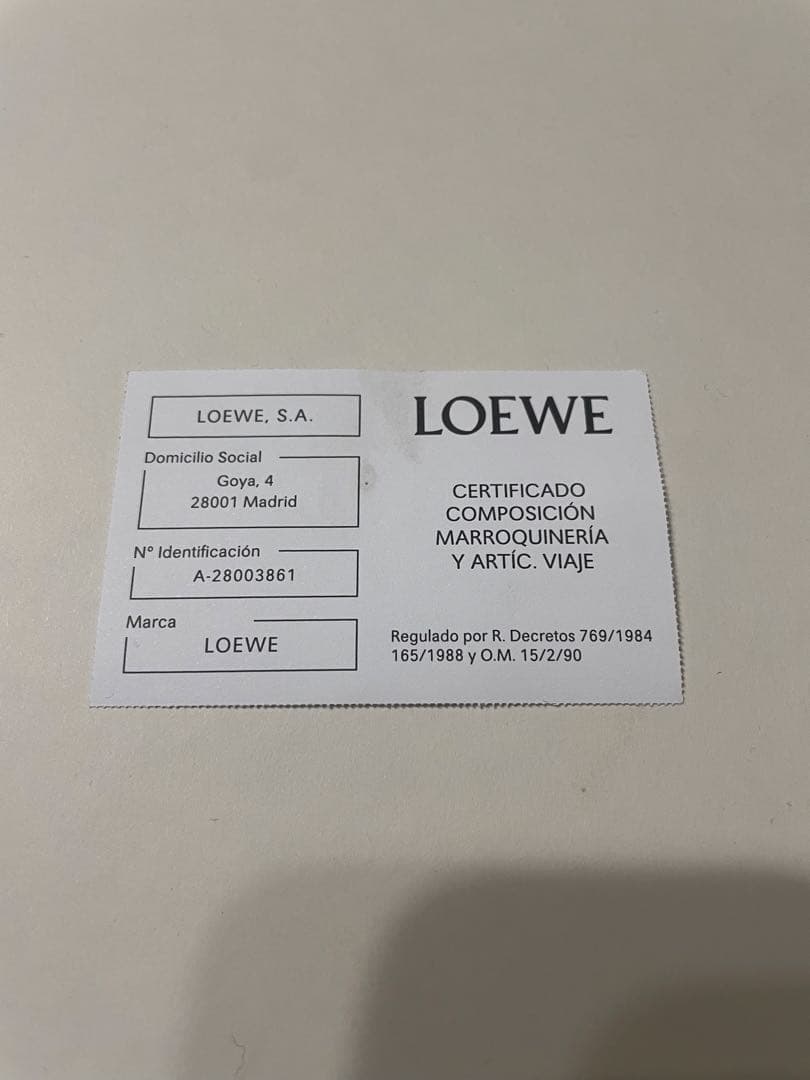 LOEWE, S.A.
Domicilio Social
Goya, 4
28001 Madrid
Nº Identificación
A-28003861
Marca
LOEWE
LOEWE
CERTIFICADO
COMPOSICIÓN
MARROQUINERÍA
Y ARTÍC. VIAJE
Regulado por R. Decretos 769/1984
165/1988 y O.M. 15/2/90